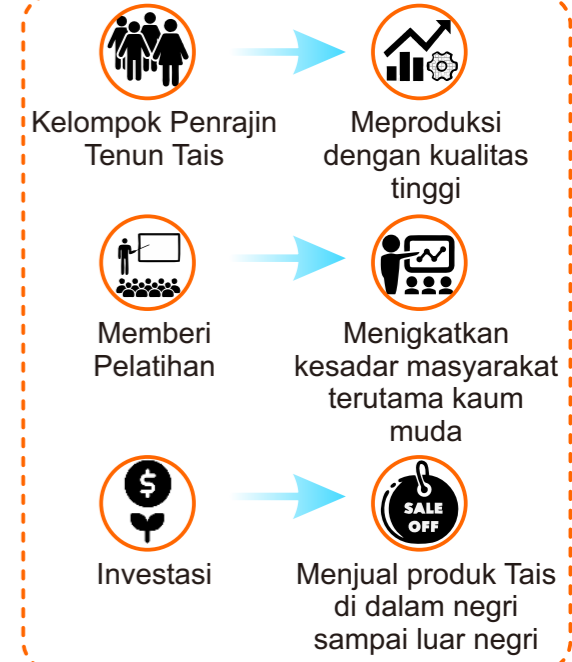 Kelompok Penrajin
Tenun Tais
Meproduksi
dengan kualitas
tinggi
Memberi
Pelatihan
Menigkatkan
kesadar masyarakat
terutama kaum
muda
$
Investasi
SALE
OFF
Menjual produk Tais
di dalam negri
sampai luar negri